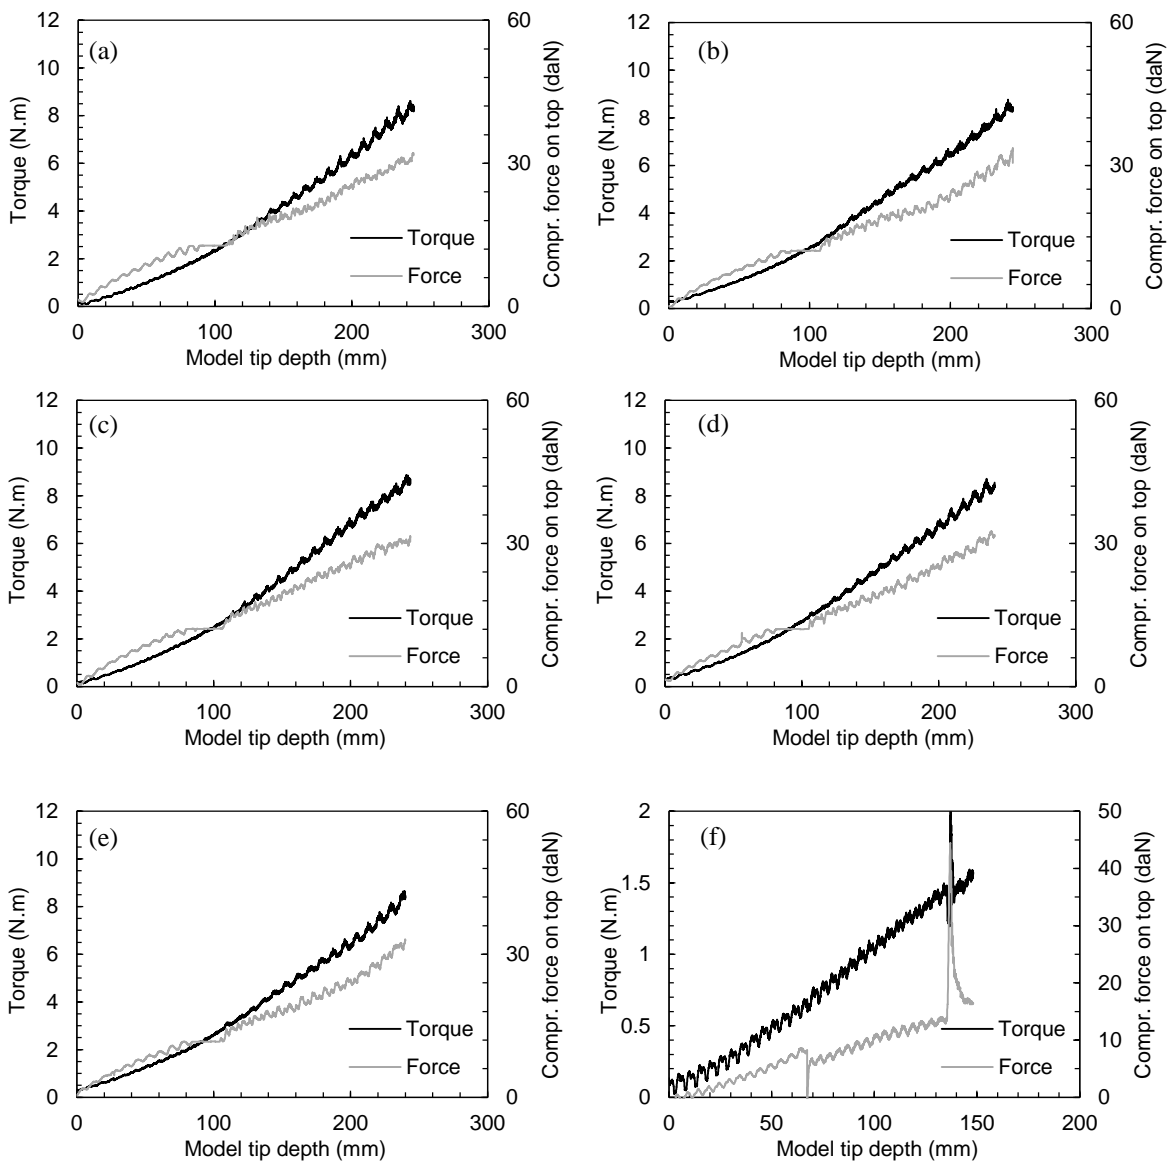 (a)
12
10
8
6
4
2
0
Torque (N.m)
60
30
0
Compr. force on top (daN)
Torque
Force
0 100 200 300
Model tip depth (mm)
(b)
12
10
8
6
4
2
0
Torque (N.m)
60
30
0
Compr. force on top (daN)
Torque
Force
0 100 200 300
Model tip depth (mm)
(c)
12
10
8
6
4
2
0
Torque (N.m)
60
30
0
Compr. force on top (daN)
Torque
Force
0 100 200 300
Model tip depth (mm)
(d)
12
10
8
6
4
2
0
Torque (N.m)
60
30
0
Compr. force on top (daN)
Torque
Force
0 100 200 300
Model tip depth (mm)
(e)
12
10
8
6
4
2
0
Torque (N.m)
60
30
0
Compr. force on top (daN)
Torque
Force
0 100 200 300
Model tip depth (mm)
(f)
2
1.5
1
0.5
0
Torque (N.m)
50
40
30
20
10
0
Compr. force on top (daN)
Torque
Force
0 50 100 150 200
Model tip depth (mm)